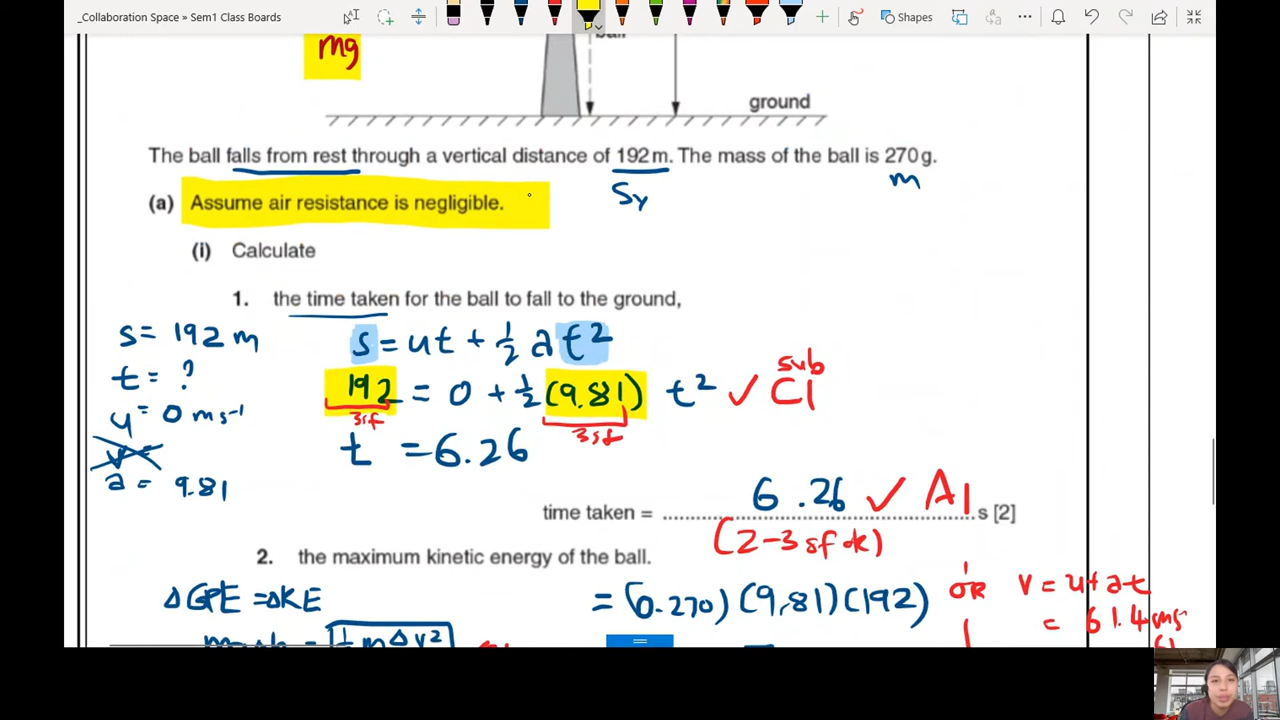 _Collaboration Space » Sem1 Class Boards
Shapes
mg
ground
The ball falls from rest through a vertical distance of 192 m. The mass of the ball is 270 g.
Sy
m
(a) Assume air resistance is negligible.
(i) Calculate
1. the time taken for the ball to fall to the ground,
s = 192 m
t = ?
u = 0 ms-1
v =
a = 9.81
s = ut + 1/2 at²
192 = 0 + 1/2 (9.81) t² ✓ C1
sub
3sf
3sf
t = 6.26
time taken = 6.26 ✓ A1 s [2]
(2-3 sf ok)
2. the maximum kinetic energy of the ball.
ΔGPE = ΔKE
= (0.270)(9.81)(192)
or v = u + at
= 61.4 ms
1/2 m Δv²